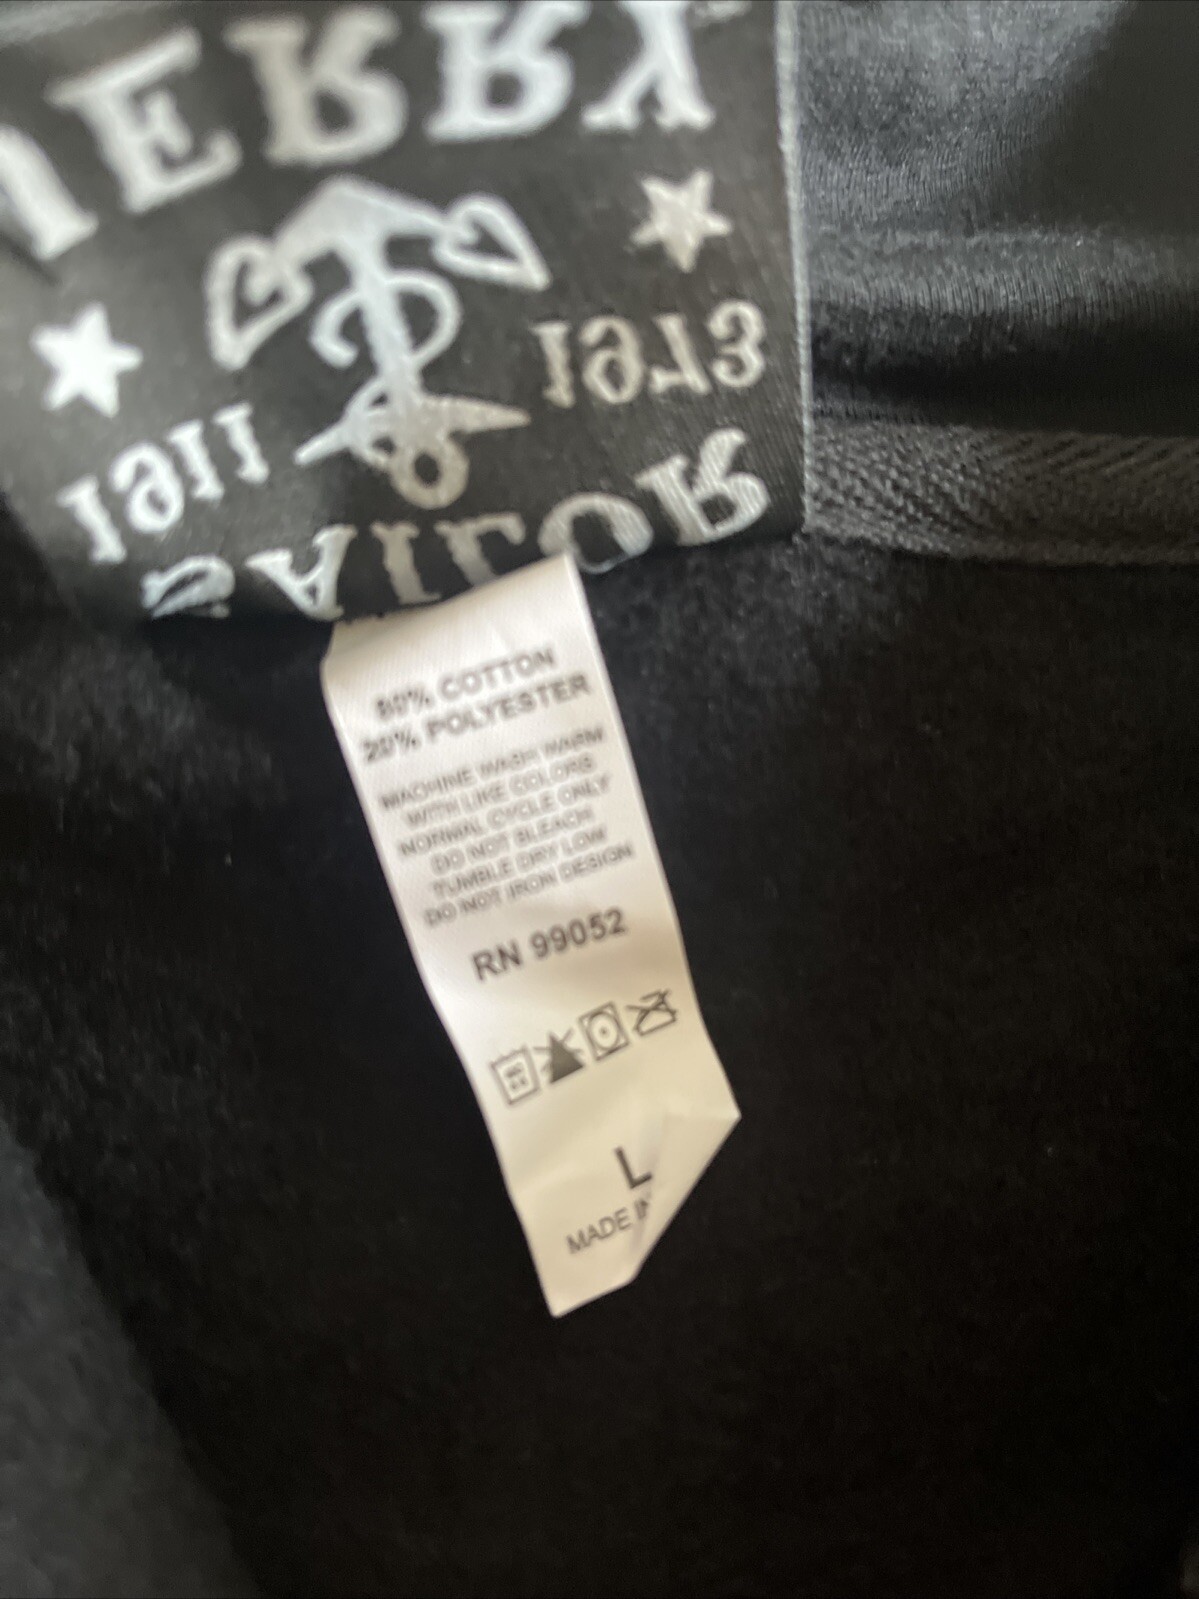 JERRY
1911 1973
SAILOR
80% COTTON
20% POLYESTER
MACHINE WASH WARM
WITH LIKE COLORS
NORMAL CYCLE ONLY
DO NOT BLEACH
TUMBLE DRY LOW
DO NOT IRON DESIGN
RN 99052
L
MADE IN